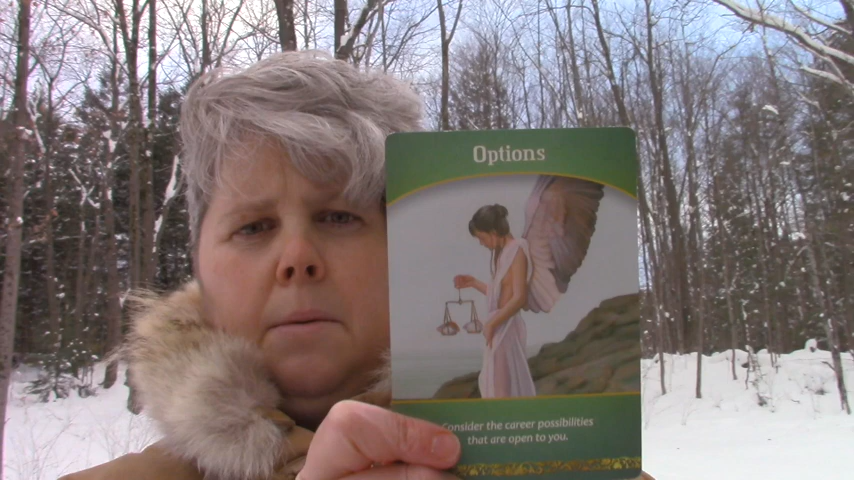 Options
Consider the career possibilities
that are open to you.